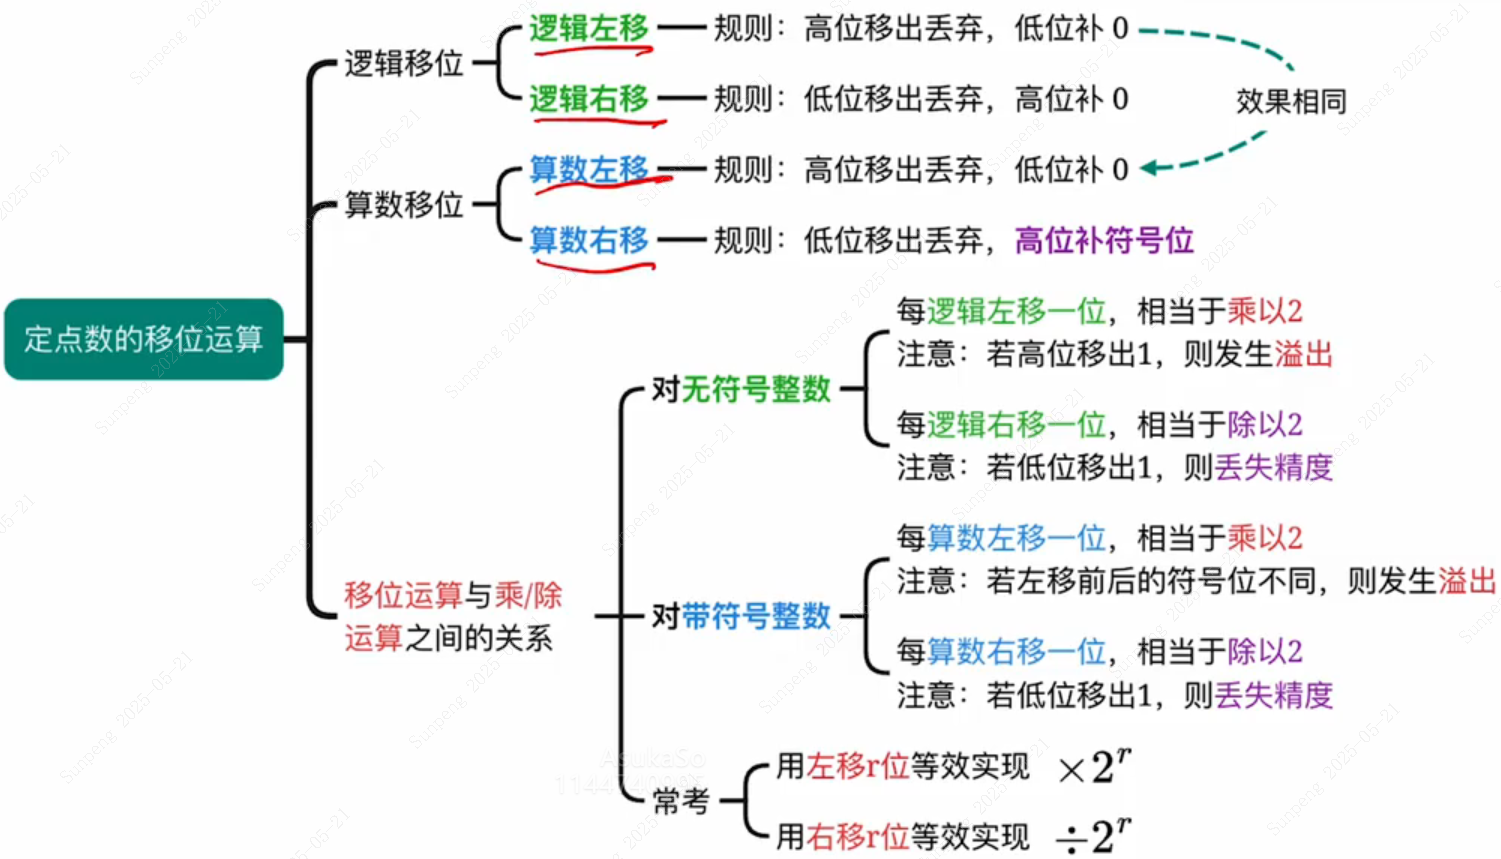 定点数的移位运算
逻辑移位
逻辑左移
规则：高位移出丢弃，低位补 0
逻辑右移
规则：低位移出丢弃，高位补 0
效果相同
算数移位
算数左移
规则：高位移出丢弃，低位补 0
算数右移
规则：低位移出丢弃，高位补符号位
移位运算与乘/除
运算之间的关系
对无符号整数
每逻辑左移一位，相当于乘以2
注意：若高位移出1，则发生溢出
每逻辑右移一位，相当于除以2
注意：若低位移出1，则丢失精度
对带符号整数
每算数左移一位，相当于乘以2
注意：若左移前后的符号位不同，则发生溢出
每算数右移一位，相当于除以2
注意：若低位移出1，则丢失精度
常考
用左移r位等效实现 ×2^r
用右移r位等效实现 ÷2^r
AsukaSo
Sunpeng 2025-05-21